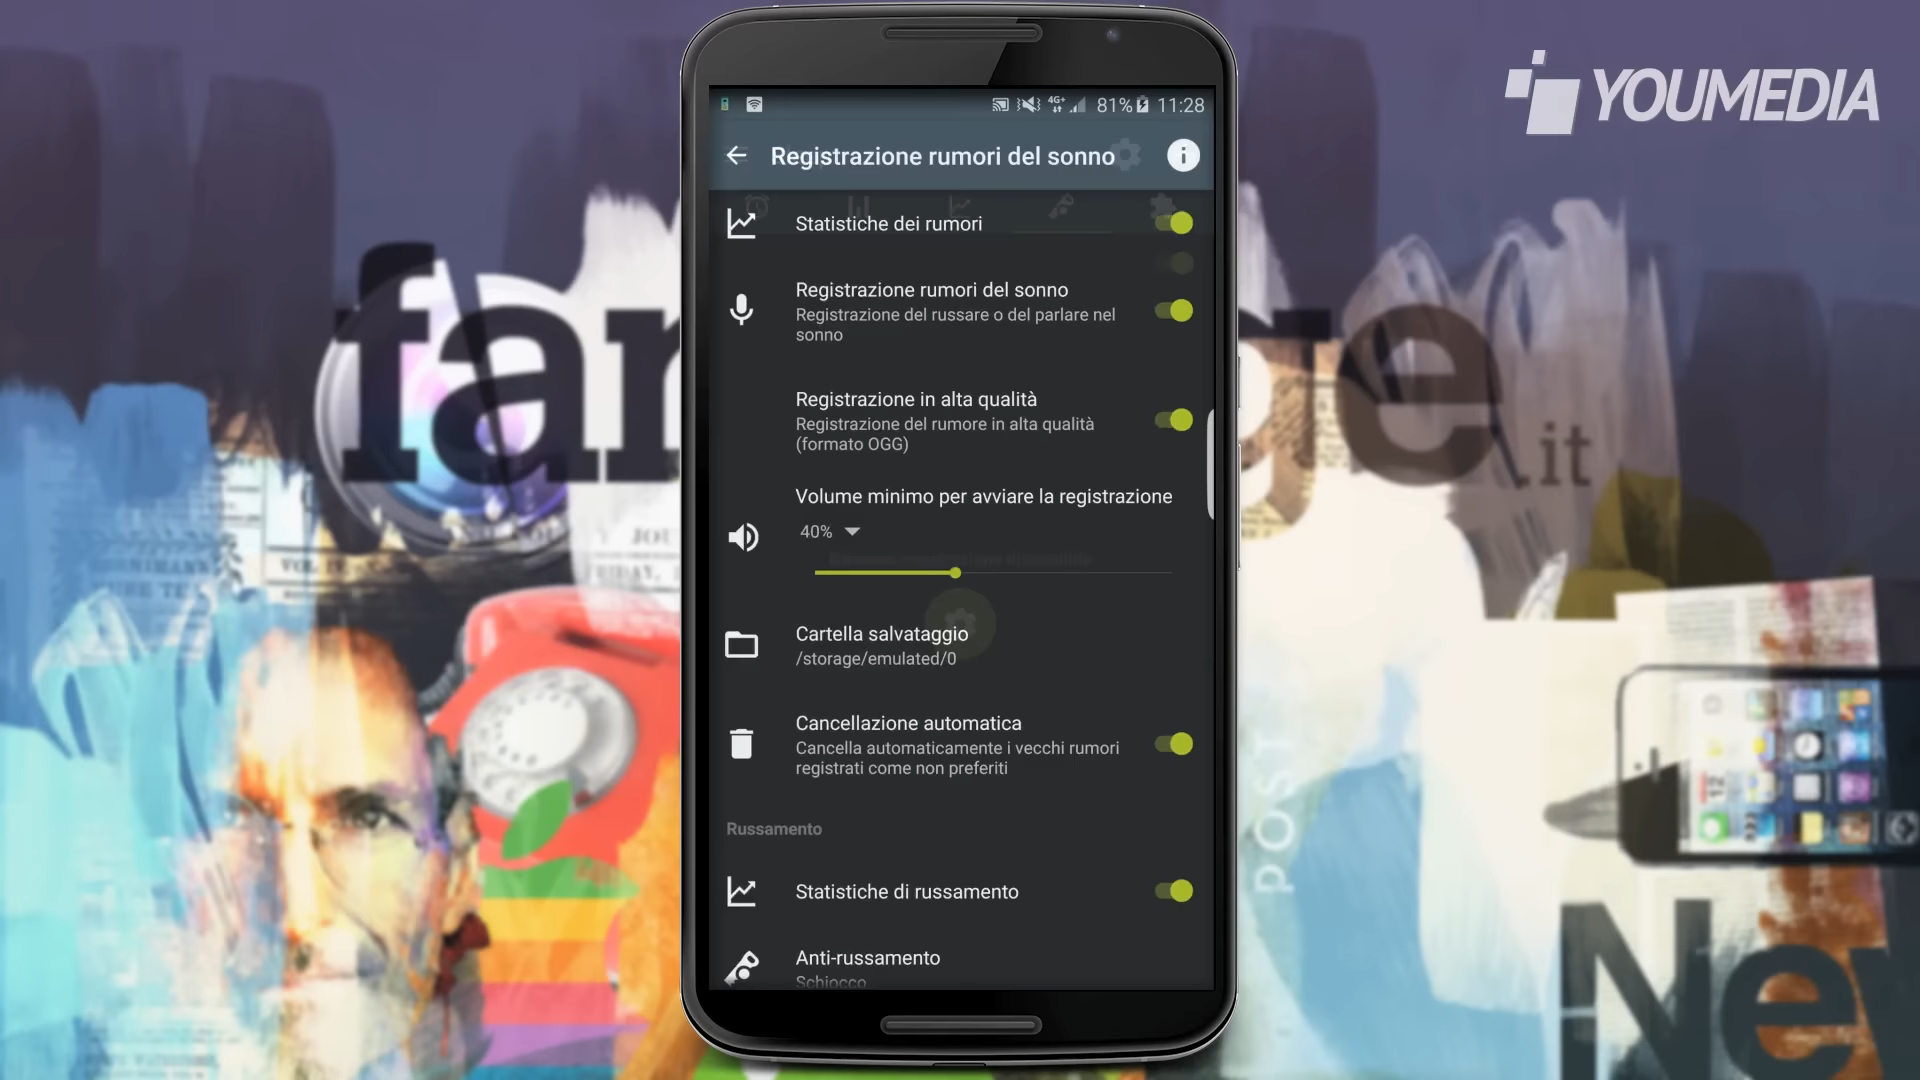 YOUMEDIA
81% 11:28
Registrazione rumori del sonno
Statistiche dei rumori
Registrazione rumori del sonno
Registrazione del russare o del parlare nel
sonno
Registrazione in alta qualità
Registrazione del rumore in alta qualità
(formato OGG)
Volume minimo per avviare la registrazione
40%
Cartella salvataggio
/storage/emulated/0
Cancellazione automatica
Cancella automaticamente i vecchi rumori
registrati come non preferiti
Russamento
Statistiche di russamento
Anti-russamento
Schiocco
fan
ge.it
POST
New